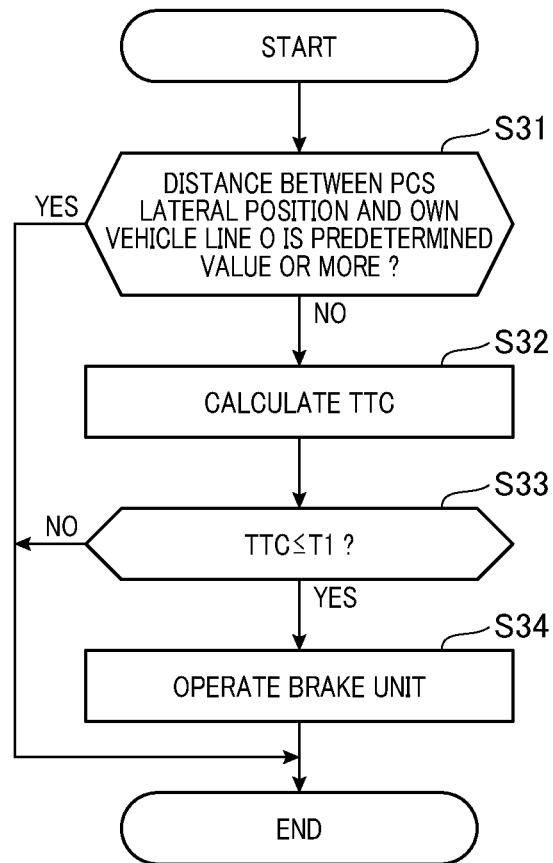 START
S31
DISTANCE BETWEEN PCS
LATERAL POSITION AND OWN
VEHICLE LINE O IS PREDETERMINED
VALUE OR MORE ?
YES
NO
S32
CALCULATE TTC
S33
NO
TTC≦T1 ?
YES
S34
OPERATE BRAKE UNIT
END